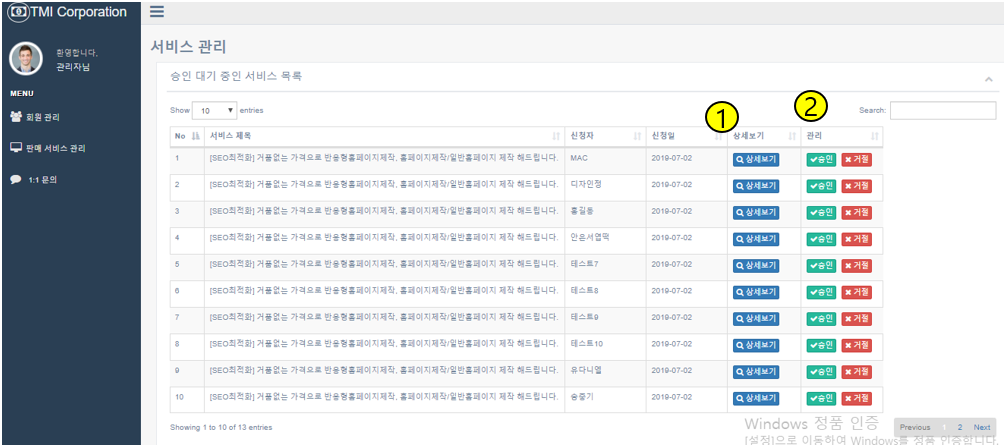 TMI Corporation
환영합니다.
관리자님
MENU
회원 관리
판매 서비스 관리
1:1 문의
서비스 관리
승인 대기 중인 서비스 목록
Show 10 entries
Search:
1
2
No 서비스 제목 신청자 신청일 상세보기 관리
1 [SEO최적화] 거품없는 가격으로 반응형홈페이지제작, 홈페이지제작/일반홈페이지 제작 해드립니다. MAC 2019-07-02 상세보기 승인 거절
2 [SEO최적화] 거품없는 가격으로 반응형홈페이지제작, 홈페이지제작/일반홈페이지 제작 해드립니다. 디자인정 2019-07-02 상세보기 승인 거절
3 [SEO최적화] 거품없는 가격으로 반응형홈페이지제작, 홈페이지제작/일반홈페이지 제작 해드립니다. 홍길동 2019-07-02 상세보기 승인 거절
4 [SEO최적화] 거품없는 가격으로 반응형홈페이지제작, 홈페이지제작/일반홈페이지 제작 해드립니다. 2019-07-02 상세보기 승인 거절
5 [SEO최적화] 거품없는 가격으로 반응형홈페이지제작, 홈페이지제작/일반홈페이지 제작 해드립니다. 테스트7 2019-07-02 상세보기 승인 거절
6 [SEO최적화] 거품없는 가격으로 반응형홈페이지제작, 홈페이지제작/일반홈페이지 제작 해드립니다. 테스트8 2019-07-02 상세보기 승인 거절
7 [SEO최적화] 거품없는 가격으로 반응형홈페이지제작, 홈페이지제작/일반홈페이지 제작 해드립니다. 테스트9 2019-07-02 상세보기 승인 거절
8 [SEO최적화] 거품없는 가격으로 반응형홈페이지제작, 홈페이지제작/일반홈페이지 제작 해드립니다. 테스트10 2019-07-02 상세보기 승인 거절
9 [SEO최적화] 거품없는 가격으로 반응형홈페이지제작, 홈페이지제작/일반홈페이지 제작 해드립니다. 유다니엘 2019-07-02 상세보기 승인 거절
10 [SEO최적화] 거품없는 가격으로 반응형홈페이지제작, 홈페이지제작/일반홈페이지 제작 해드립니다. 송중기 2019-07-02 상세보기 승인 거절
Showing 1 to 10 of 13 entries
Windows 정품 인증
Previous 1 2 Next
[설정]으로 이동하여 Windows를 정품 인증합니다.